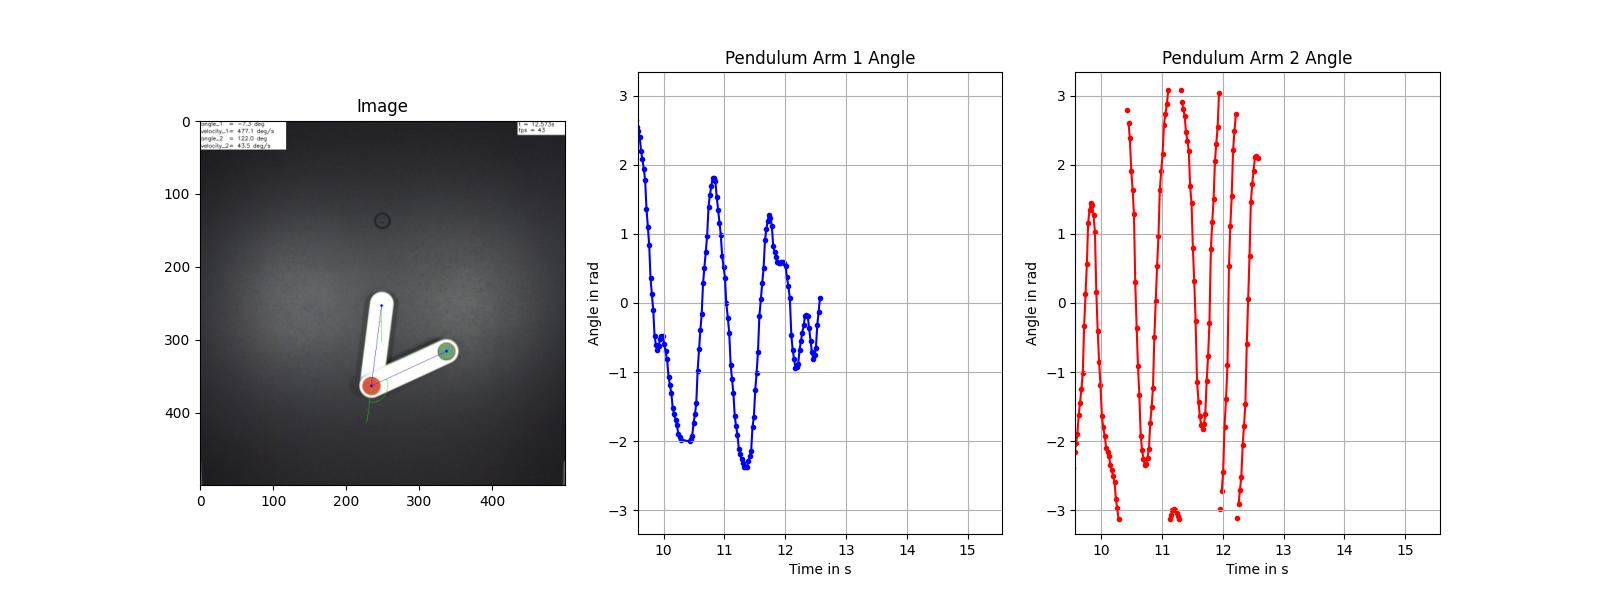 Image
angle_1 = -7.3 deg
velocity_1= 477.1 deg/s
angle_2 = 122.0 deg
velocity_2= 43.5 deg/s
t = 12.573s
fps = 43
0
100
200
300
400
0
100
200
300
400
Pendulum Arm 1 Angle
Angle in rad
3
2
1
0
−1
−2
−3
10
11
12
13
14
15
Time in s
Pendulum Arm 2 Angle
Angle in rad
3
2
1
0
−1
−2
−3
10
11
12
13
14
15
Time in s